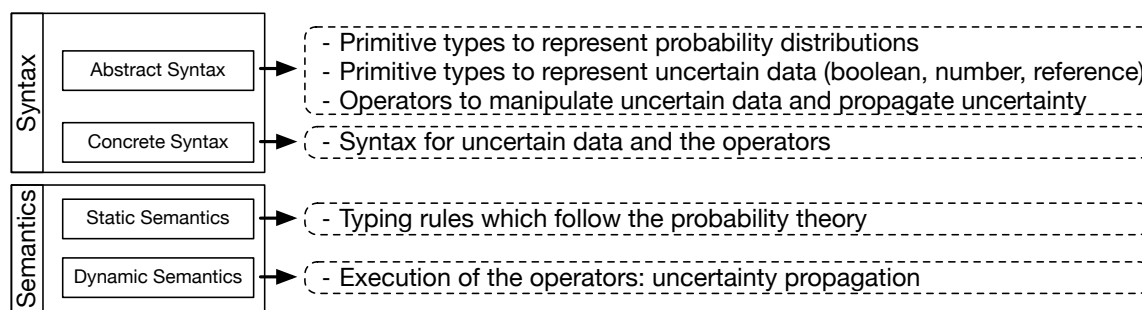 Syntax
Abstract Syntax
- Primitive types to represent probability distributions
- Primitive types to represent uncertain data (boolean, number, reference)
- Operators to manipulate uncertain data and propagate uncertainty
Concrete Syntax
- Syntax for uncertain data and the operators
Semantics
Static Semantics
- Typing rules which follow the probability theory
Dynamic Semantics
- Execution of the operators: uncertainty propagation